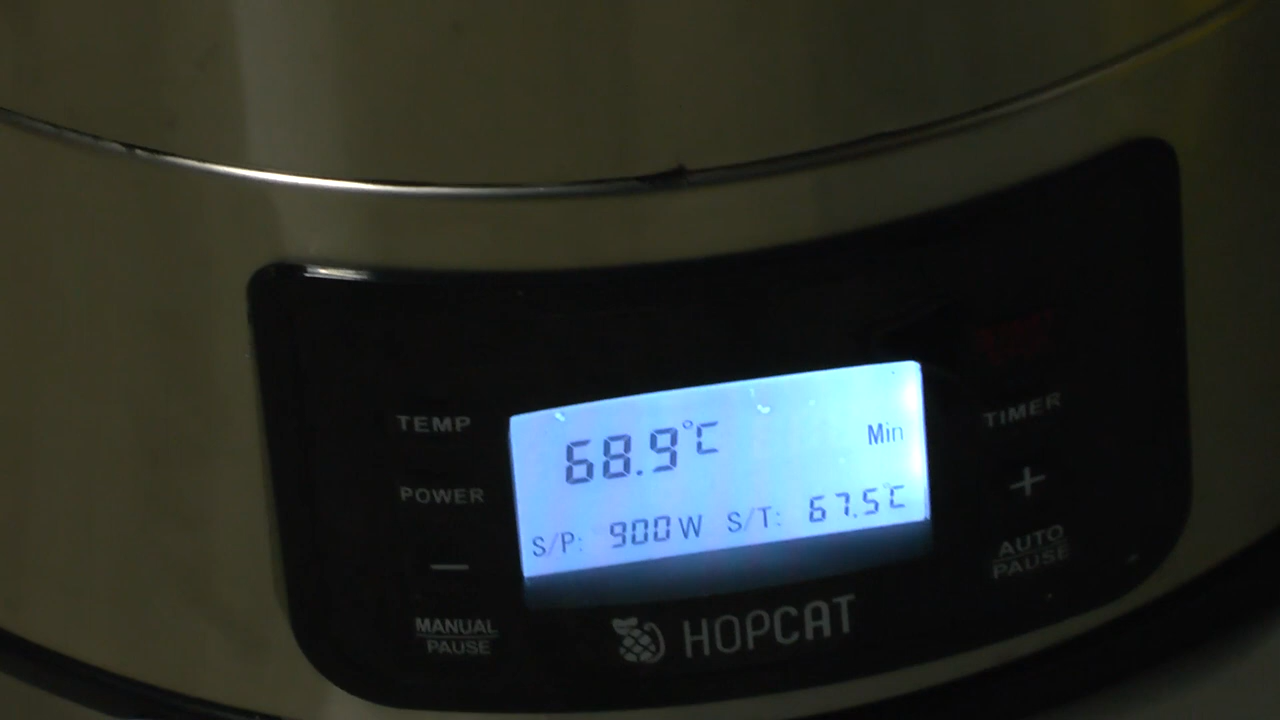 TEMP
POWER
—
MANUAL
PAUSE
68.9°C
Min
S/P: 900W S/T: 67.5°C
HOPCAT
TIMER
+
AUTO
PAUSE